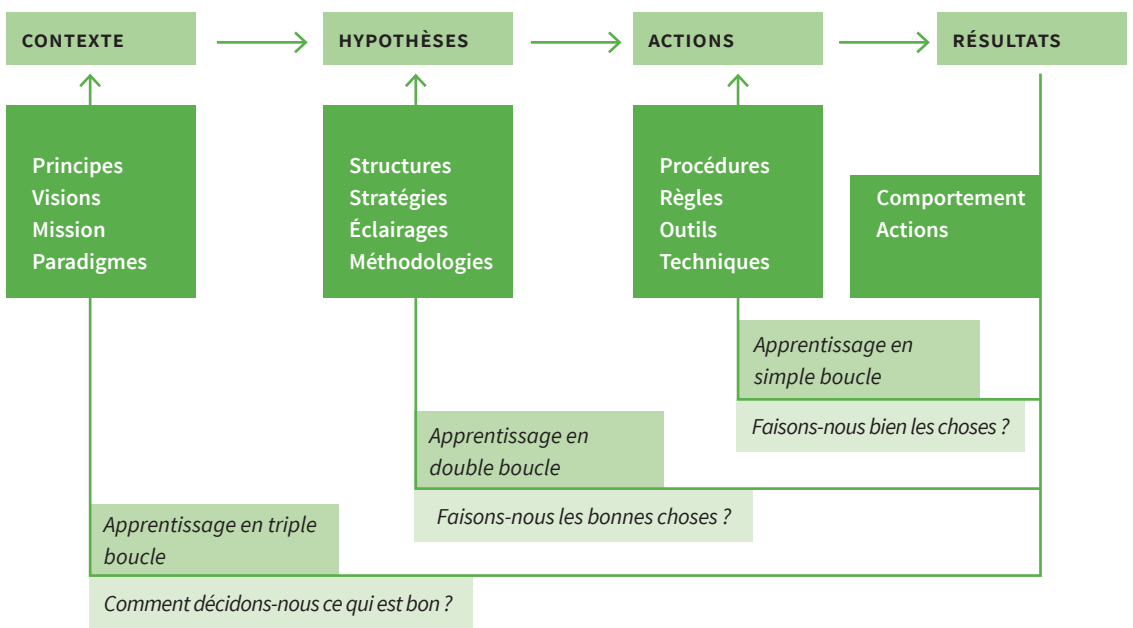 CONTEXTE
HYPOTHÈSES
ACTIONS
RÉSULTATS
Principes
Visions
Mission
Paradigmes
Structures
Stratégies
Éclairages
Méthodologies
Procédures
Règles
Outils
Techniques
Comportement
Actions
Apprentissage en
simple boucle
Faisons-nous bien les choses ?
Apprentissage en
double boucle
Faisons-nous les bonnes choses ?
Apprentissage en triple
boucle
Comment décidons-nous ce qui est bon ?